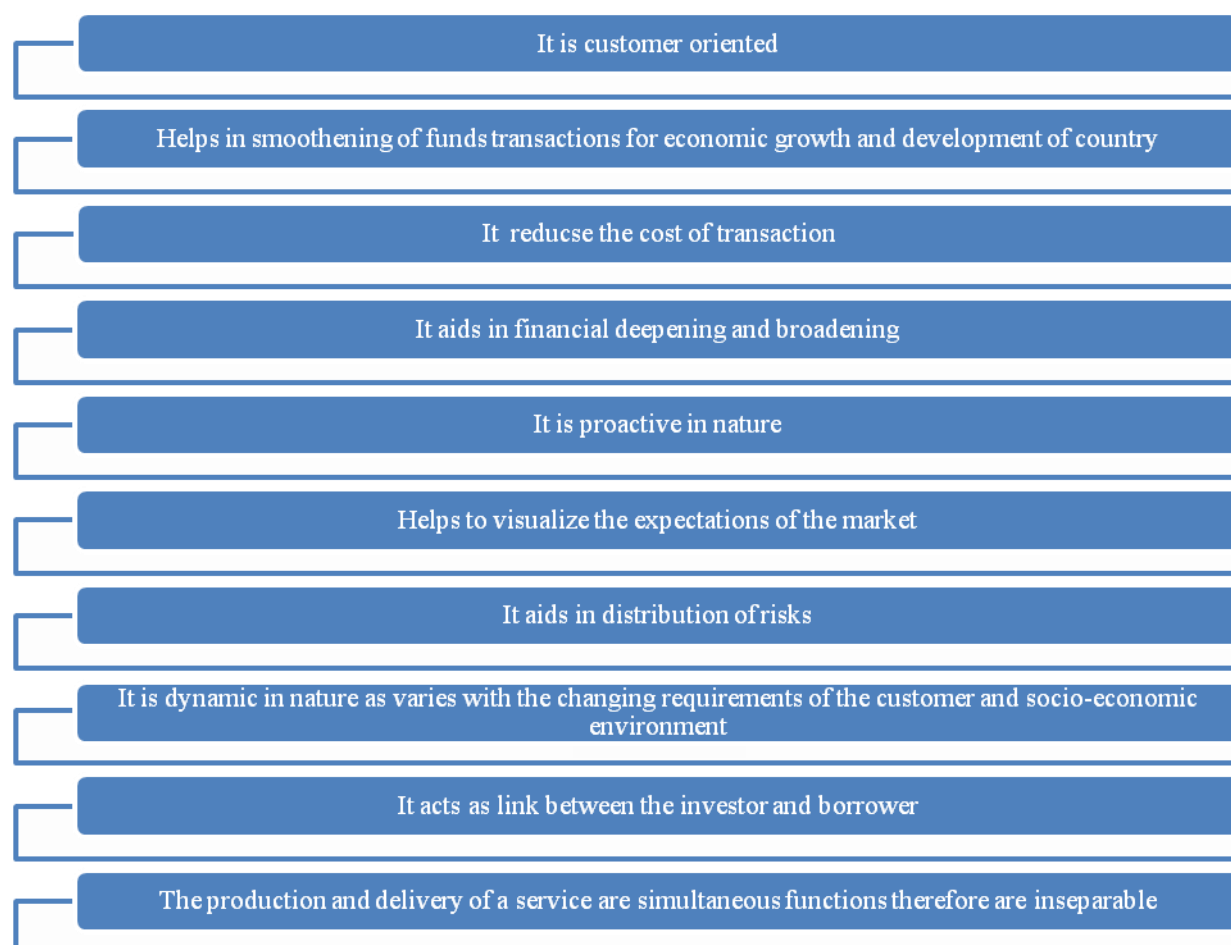 It is customer oriented
Helps in smoothening of funds transactions for economic growth and development of country
It reducse the cost of transaction
It aids in financial deepening and broadening
It is proactive in nature
Helps to visualize the expectations of the market
It aids in distribution of risks
It is dynamic in nature as varies with the changing requirements of the customer and socio-economic
environment
It acts as link between the investor and borrower
The production and delivery of a service are simultaneous functions therefore are inseparable